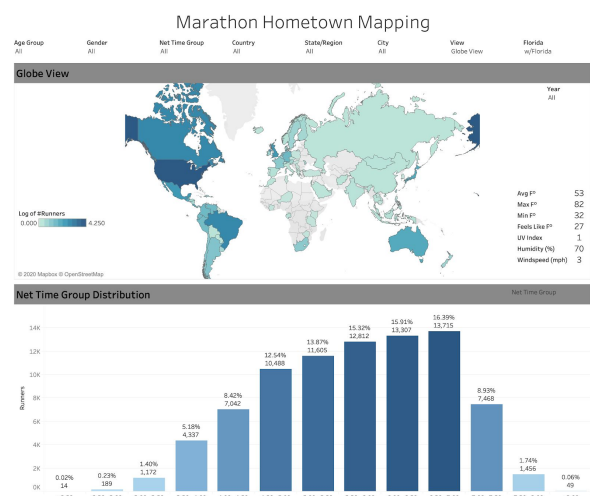 Marathon Hometown Mapping
Age Group Gender Net Time Group Country State/Region City View Florida
All All All All All All Globe View w/Florida
Globe View
Year
All
Avg F° 53
Max F° 82
Min F° 32
Feels Like F° 27
UV Index 1
Humidity (%) 70
Windspeed (mph) 3
Log of #Runners
0.000 4.250
© 2020 Mapbox © OpenStreetMap
Net Time Group Distribution
Net Time Group
Runners
14K
12K
10K
8K
6K
4K
2K
0K
0.02%
14
0.23%
189
1.40%
1,172
5.18%
4,337
8.42%
7,042
12.54%
10,488
13.87%
11,605
15.32%
12,812
15.91%
13,307
16.39%
13,715
8.93%
7,468
1.74%
1,456
0.06%
49